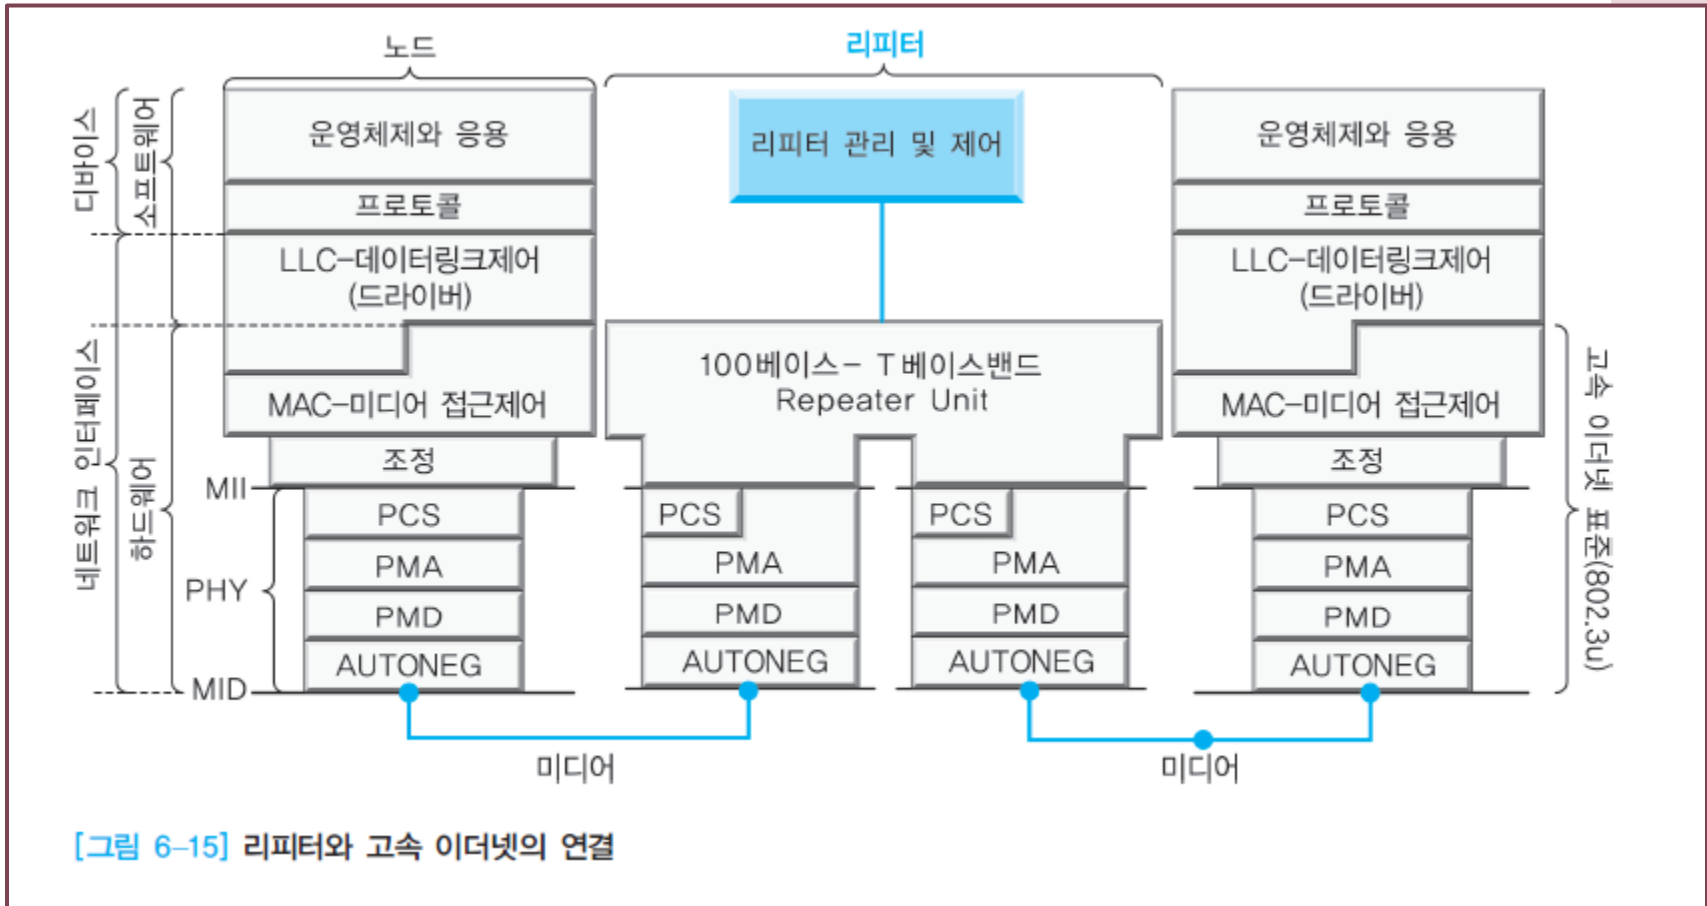 노드
리피터
디바이스
소프트웨어
운영체제와 응용
리피터 관리 및 제어
운영체제와 응용
프로토콜
프로토콜
LLC-데이터링크제어
(드라이버)
LLC-데이터링크제어
(드라이버)
네트워크 인터페이스
하드웨어
100베이스- T베이스밴드
Repeater Unit
MAC-미디어 접근제어
MAC-미디어 접근제어
고속 이더넷 표준(802.3u)
조정
조정
MII
PCS
PCS
PCS
PCS
PMA
PMA
PMA
PMA
PHY
PMD
PMD
PMD
PMD
AUTONEG
AUTONEG
AUTONEG
AUTONEG
MID
미디어
미디어
[그림 6-15] 리피터와 고속 이더넷의 연결